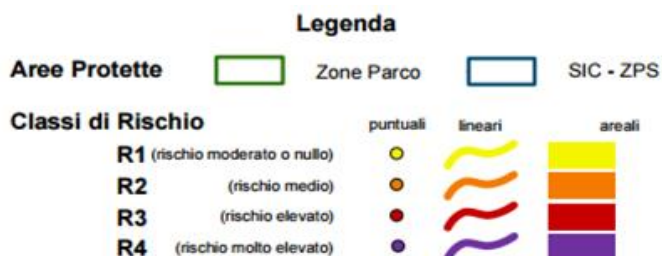 Legenda
Aree Protette Zone Parco SIC - ZPS
Classi di Rischio puntuali lineari areali
R1 (rischio moderato o nullo)
R2 (rischio medio)
R3 (rischio elevato)
R4 (rischio molto elevato)